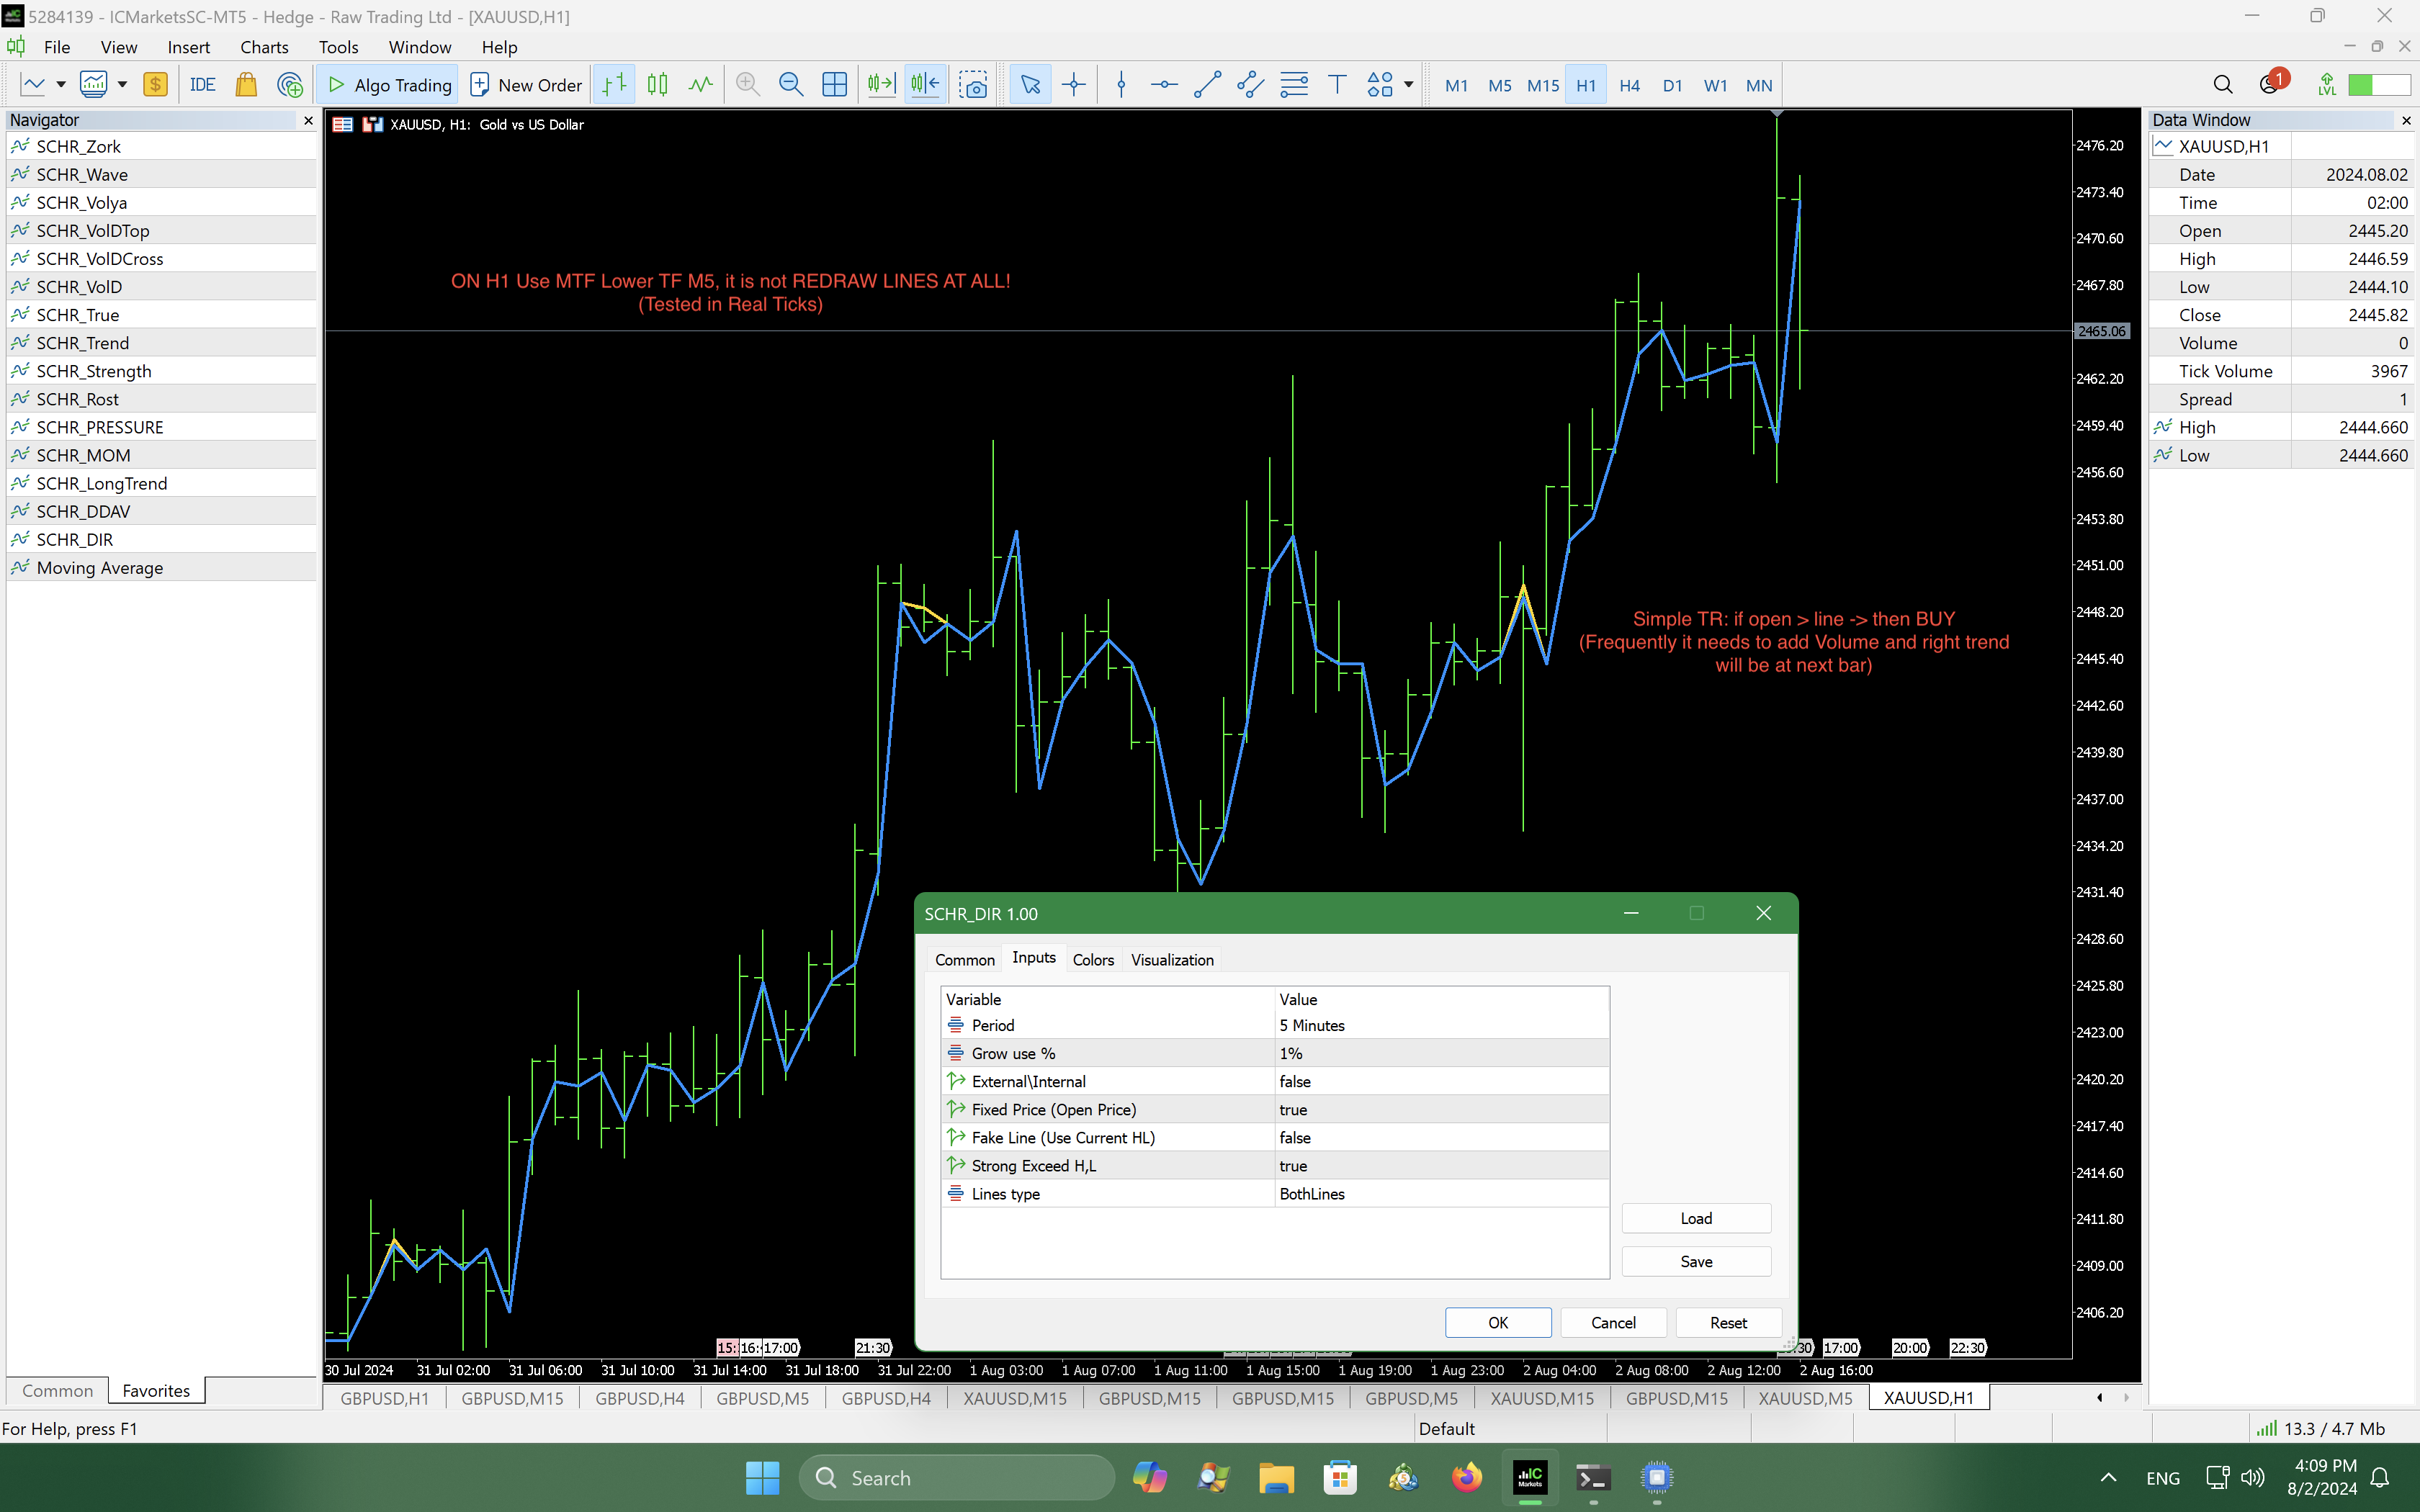 5284139 - ICMarketsSC-MT5 - Hedge - Raw Trading Ltd - [XAUUSD,H1]
File View Insert Charts Tools Window Help
IDE Algo Trading New Order T M1 M5 M15 H1 H4 D1 W1 MN 1 LVL
Navigator
SCHR_Zork
SCHR_Wave
SCHR_Volya
SCHR_VolDTop
SCHR_VolDCross
SCHR_VolD
SCHR_True
SCHR_Trend
SCHR_Strength
SCHR_Rost
SCHR_PRESSURE
SCHR_MOM
SCHR_LongTrend
SCHR_DDAV
SCHR_DIR
Moving Average
Common Favorites
XAUUSD, H1: Gold vs US Dollar
ON H1 Use MTF Lower TF M5, it is not REDRAW LINES AT ALL!
(Tested in Real Ticks)
Simple TR: if open > line -> then BUY
(Frequently it needs to add Volume and right trend
will be at next bar)
2476.20
2473.40
2470.60
2467.80
2465.06
2462.20
2459.40
2456.60
2453.80
2451.00
2448.20
2445.40
2442.60
2439.80
2437.00
2434.20
2431.40
2428.60
2425.80
2423.00
2420.20
2417.40
2414.60
2411.80
2409.00
2406.20
SCHR_DIR 1.00
Common Inputs Colors Visualization
Variable Value
Period 5 Minutes
Grow use % 1%
External\Internal false
Fixed Price (Open Price) true
Fake Line (Use Current HL) false
Strong Exceed H,L true
Lines type BothLines
Load
Save
OK Cancel Reset
17:00 21:30 17:00 20:00 22:30
30 Jul 2024 31 Jul 02:00 31 Jul 06:00 31 Jul 10:00 31 Jul 14:00 31 Jul 18:00 31 Jul 22:00 1 Aug 03:00 1 Aug 07:00 1 Aug 11:00 1 Aug 15:00 1 Aug 19:00 1 Aug 23:00 2 Aug 04:00 2 Aug 08:00 2 Aug 12:00 2 Aug 16:00
GBPUSD,H1 GBPUSD,M15 GBPUSD,H4 GBPUSD,M5 GBPUSD,H4 XAUUSD,M15 GBPUSD,M15 GBPUSD,M15 GBPUSD,M5 XAUUSD,M15 GBPUSD,M15 XAUUSD,M5 XAUUSD,H1
Data Window
XAUUSD,H1
Date 2024.08.02
Time 02:00
Open 2445.20
High 2446.59
Low 2444.10
Close 2445.82
Volume 0
Tick Volume 3967
Spread 1
High 2444.660
Low 2444.660
For Help, press F1 Default 13.3 / 4.7 Mb
Search IC Markets ENG 4:09 PM
8/2/2024